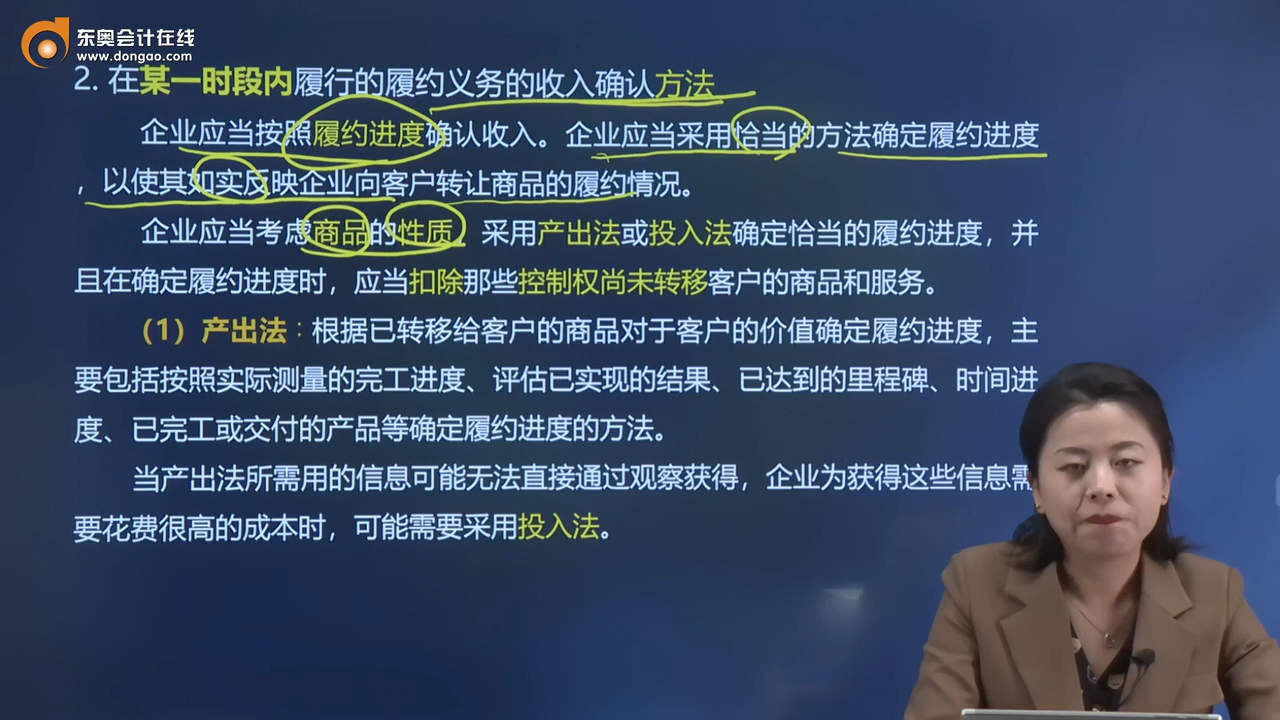 东奥会计在线
www.dongao.com
2. 在某一时段内履行的履约义务的收入确认方法
企业应当按照履约进度确认收入。企业应当采用恰当的方法确定履约进度
，以使其如实反映企业向客户转让商品的履约情况。
企业应当考虑商品的性质，采用产出法或投入法确定恰当的履约进度，并
且在确定履约进度时，应当扣除那些控制权尚未转移客户的商品和服务。
（1）产出法：根据已转移给客户的商品对于客户的价值确定履约进度，主
要包括按照实际测量的完工进度、评估已实现的结果、已达到的里程碑、时间进
度、已完工或交付的产品等确定履约进度的方法。
当产出法所需用的信息可能无法直接通过观察获得，企业为获得这些信息需
要花费很高的成本时，可能需要采用投入法。